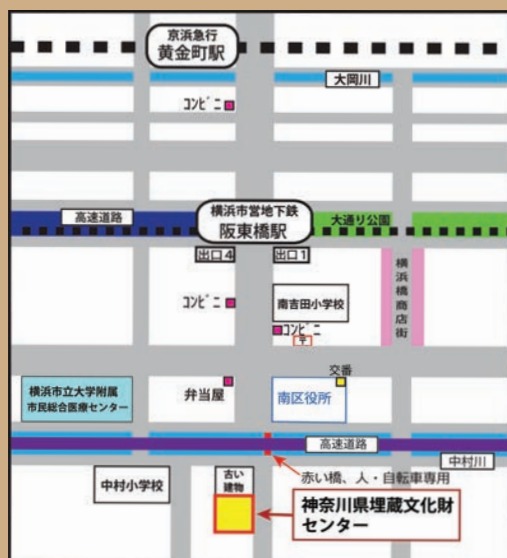 京浜急行
黄金町駅
大岡川
コンビニ
高速道路
横浜市営地下鉄
阪東橋駅
大通り公園
出口4
出口1
横浜橋商店街
コンビニ
南吉田小学校
コンビニ
〒
交番
横浜市立大学附属
市民総合医療センター
弁当屋
南区役所
高速道路
中村川
赤い橋、人・自転車専用
中村小学校
古い
建物
神奈川県埋蔵文化財
センター